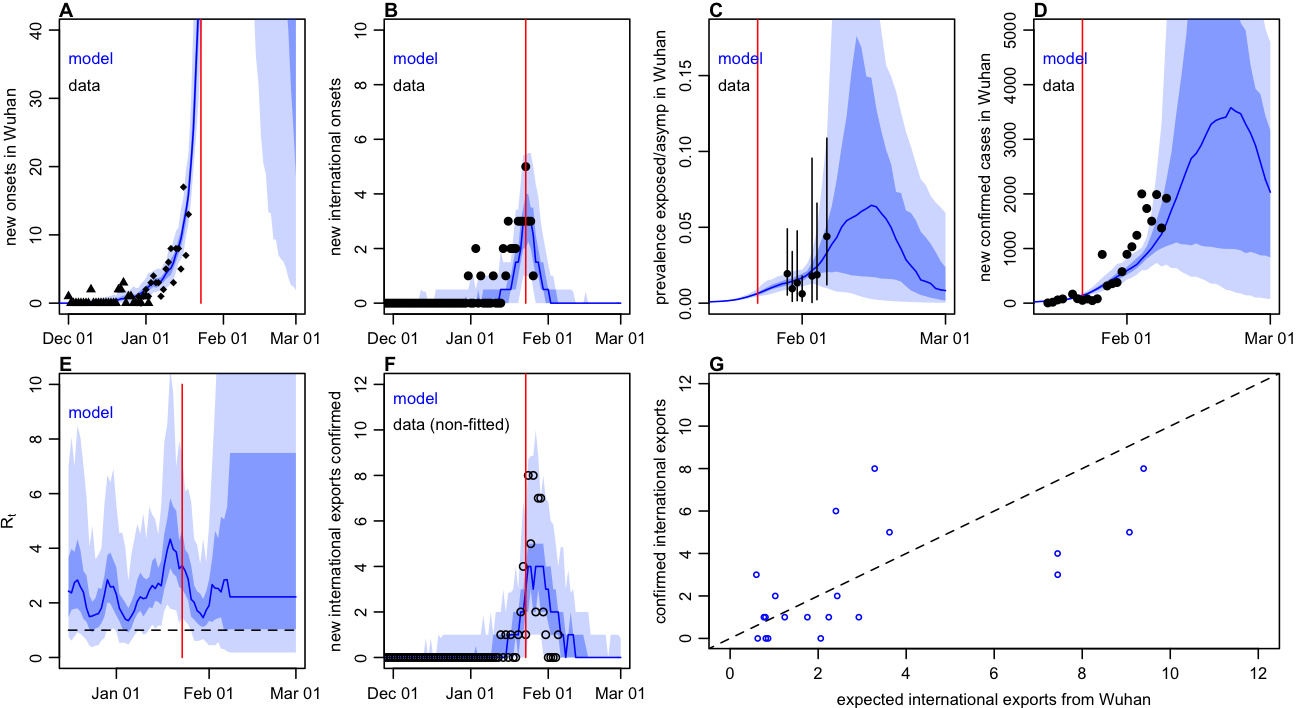 A
new onsets in Wuhan
40
30
20
10
0
model
data
Dec 01 Jan 01 Feb 01 Mar 01
B
new international onsets
10
8
6
4
2
0
model
data
Dec 01 Jan 01 Feb 01 Mar 01
C
prevalence exposed/asymp in Wuhan
0.15
0.10
0.05
0.00
model
data
Feb 01 Mar 01
D
new confirmed cases in Wuhan
5000
4000
3000
2000
1000
0
model
data
Feb 01 Mar 01
E
Rt
10
8
6
4
2
0
model
Jan 01 Feb 01 Mar 01
F
new international exports confirmed
12
10
8
6
4
2
0
model
data (non-fitted)
Dec 01 Jan 01 Feb 01 Mar 01
G
confirmed international exports
12
10
8
6
4
2
0
0 2 4 6 8 10 12
expected international exports from Wuhan